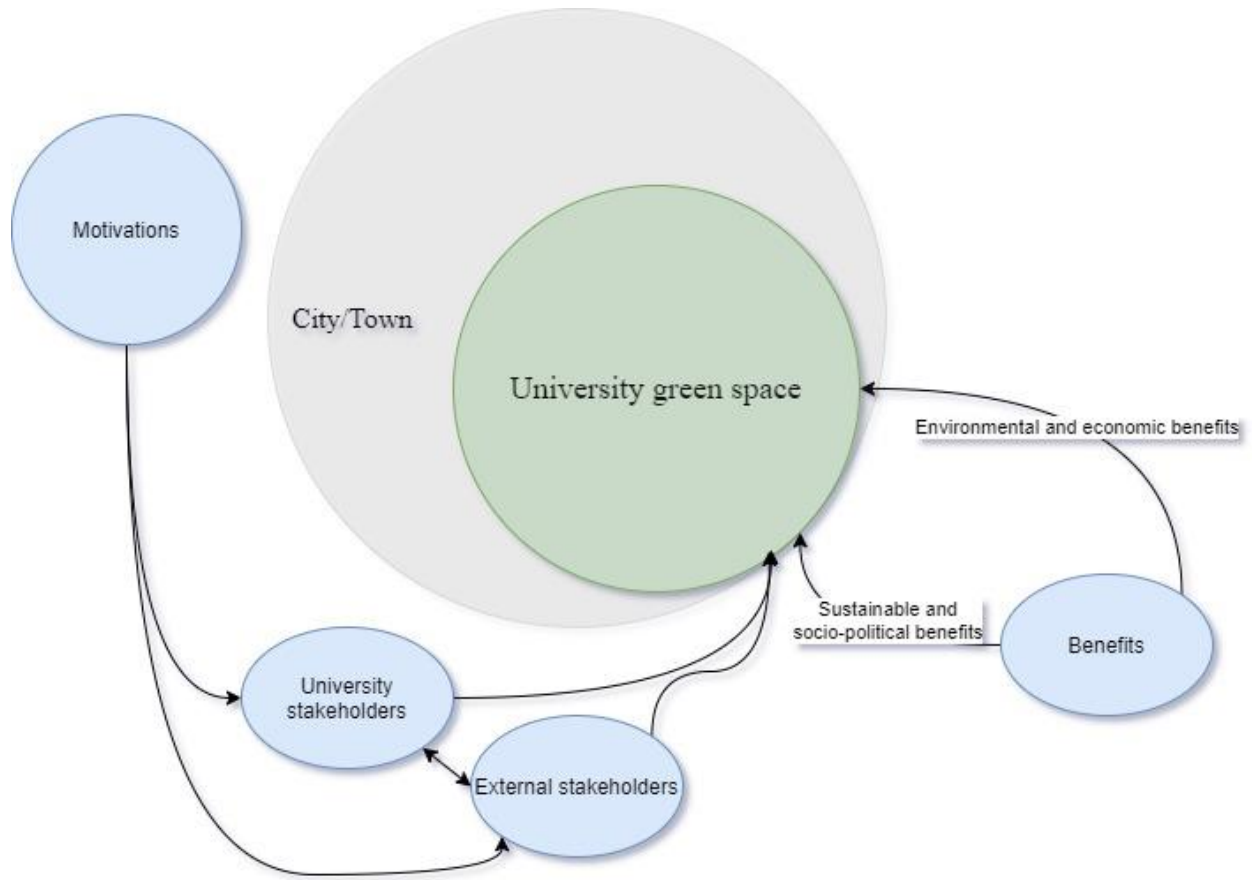 Motivations
City/Town
University green space
Environmental and economic benefits
Sustainable and
socio-political benefits
Benefits
University
stakeholders
External stakeholders